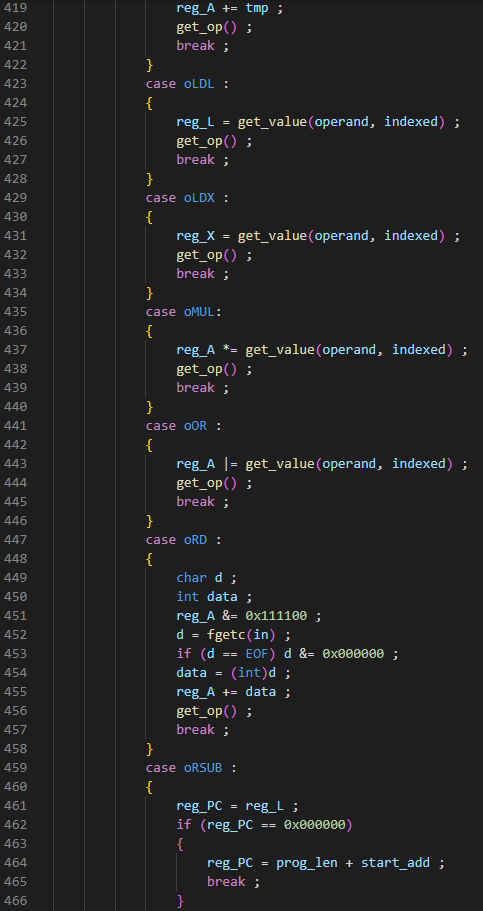 419 reg_A += tmp ;
420 get_op() ;
421 break ;
422 }
423 case oLDL :
424 {
425 reg_L = get_value(operand, indexed) ;
426 get_op() ;
427 break ;
428 }
429 case oLDX :
430 {
431 reg_X = get_value(operand, indexed) ;
432 get_op() ;
433 break ;
434 }
435 case oMUL:
436 {
437 reg_A *= get_value(operand, indexed) ;
438 get_op() ;
439 break ;
440 }
441 case oOR :
442 {
443 reg_A |= get_value(operand, indexed) ;
444 get_op() ;
445 break ;
446 }
447 case oRD :
448 {
449 char d ;
450 int data ;
451 reg_A &= 0x111100 ;
452 d = fgetc(in) ;
453 if (d == EOF) d &= 0x000000 ;
454 data = (int)d ;
455 reg_A += data ;
456 get_op() ;
457 break ;
458 }
459 case oRSUB :
460 {
461 reg_PC = reg_L ;
462 if (reg_PC == 0x000000)
463 {
464 reg_PC = prog_len + start_add ;
465 break ;
466 }